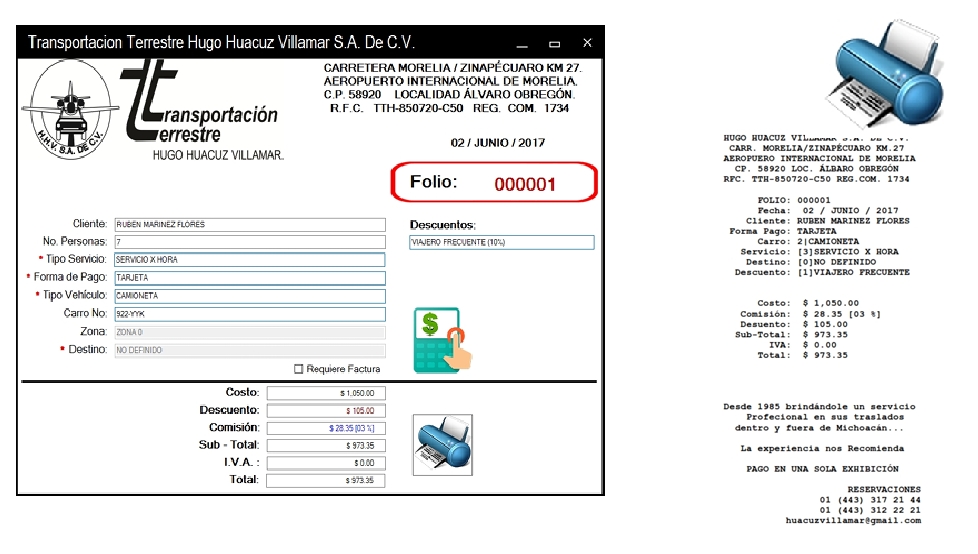 Transportacion Terrestre Hugo Huacuz Villamar S.A. De C.V.
H.H.V. S.A. DE C.V.
Transportación
Terrestre
HUGO HUACUZ VILLAMAR.
CARRETERA MORELIA / ZINAPÉCUARO KM 27.
AEROPUERTO INTERNACIONAL DE MORELIA.
C.P. 58920 LOCALIDAD ÁLVARO OBREGÓN.
R.F.C. TTH-850720-C50 REG. COM. 1734
02 / JUNIO / 2017
Folio: 000001
Cliente: RUBEN MARINEZ FLORES
No. Personas: 7
* Tipo Servicio: SERVICIO X HORA
* Forma de Pago: TARJETA
* Tipo Vehículo: CAMIONETA
Carro No: 922-YYK
Zona: ZONA 0
* Destino: NO DEFINIDO
Descuentos:
VIAJERO FRECUENTE (10%)
$
Requiere Factura
Costo: $ 1,050.00
Descuento: $ 105.00
Comisión: $ 28.35 [03 %]
Sub - Total: $ 973.35
I.V.A. : $ 0.00
Total: $ 973.35
HUGO HUACUZ VILLAMAR S.A. DE C.V.
CARR. MORELIA/ZINAPÉCUARO KM.27
AEROPUERO INTERNACIONAL DE MORELIA
CP. 58920 LOC. ÁLBARO OBREGÓN
RFC. TTH-850720-C50 REG.COM. 1734
FOLIO: 000001
Fecha: 02 / JUNIO / 2017
Cliente: RUBEN MARINEZ FLORES
Forma Pago: TARJETA
Carro: 2|CAMIONETA
Servicio: [3]SERVICIO X HORA
Destino: [0]NO DEFINIDO
Descuento: [1]VIAJERO FRECUENTE
Costo: $ 1,050.00
Comisión: $ 28.35 [03 %]
Desuento: $ 105.00
Sub-Total: $ 973.35
IVA: $ 0.00
Total: $ 973.35
Desde 1985 brindándole un servicio
Profecional en sus traslados
dentro y fuera de Michoacán...
La experiencia nos Recomienda
PAGO EN UNA SOLA EXHIBICIÓN
RESERVACIONES
01 (443) 317 21 44
01 (443) 312 22 21
huacuzvillamar@gmail.com